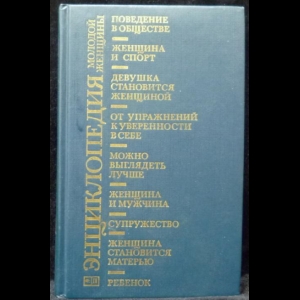 ЭНЦИКЛОПЕДИЯ
МОЛОДОЙ
ЖЕНЩИНЫ
ПОВЕДЕНИЕ
В ОБЩЕСТВЕ
ЖЕНЩИНА
И СПОРТ
ДЕВУШКА
СТАНОВИТСЯ
ЖЕНЩИНОЙ
ОТ УПРАЖНЕНИЙ
К УВЕРЕННОСТИ
В СЕБЕ
МОЖНО
ВЫГЛЯДЕТЬ
ЛУЧШЕ
ЖЕНЩИНА
И МУЖЧИНА
СУПРУЖЕСТВО
ЖЕНЩИНА
СТАНОВИТСЯ
МАТЕРЬЮ
РЕБЕНОК